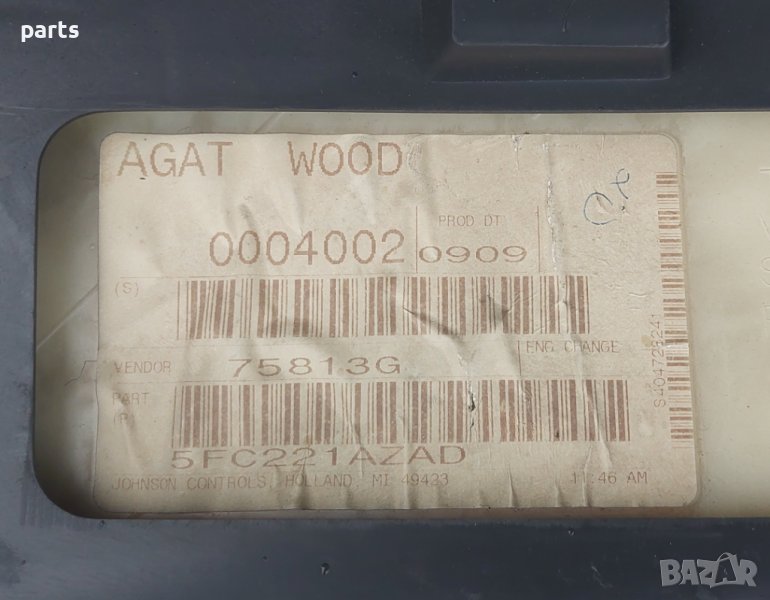 parts
AGAT WOOD
PROD DT
0004002 0909
(S)
VENDOR 75813G ENG CHANGE
PART
(P)
5FC221AZAD
JOHNSON CONTROLS, HOLLAND, MI 49423 11:46 AM
BAZAR